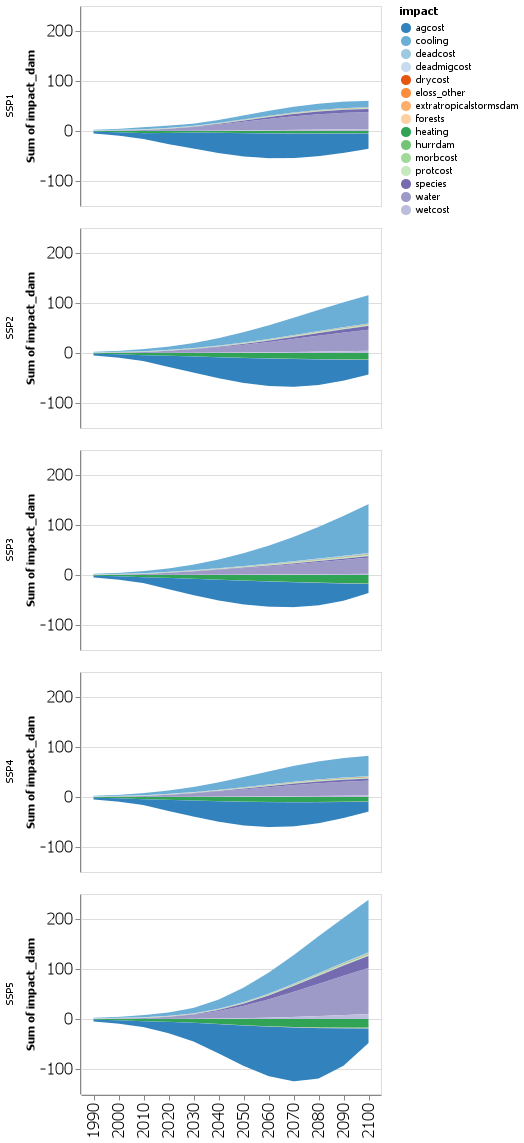 impact
agcost
cooling
deadcost
deadmigcost
drycost
eloss_other
extratropicalstormsdam
forests
heating
hurrdam
morbcost
protcost
species
water
wetcost
SSP1
Sum of impact_dam
200
100
0
-100
SSP2
Sum of impact_dam
200
100
0
-100
SSP3
Sum of impact_dam
200
100
0
-100
SSP4
Sum of impact_dam
200
100
0
-100
SSP5
Sum of impact_dam
200
100
0
-100
1990
2000
2010
2020
2030
2040
2050
2060
2070
2080
2090
2100